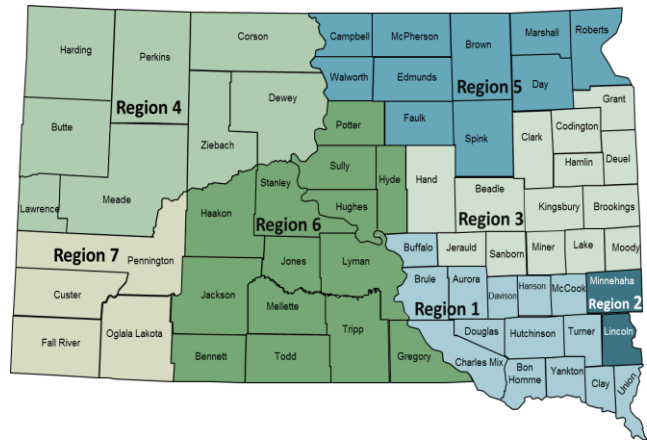 Harding
Perkins
Corson
Campbell
McPherson
Brown
Marshall
Roberts
Walworth
Edmunds
Day
Region 5
Dewey
Region 4
Butte
Ziebach
Potter
Faulk
Spink
Grant
Clark
Codington
Hamlin
Deuel
Meade
Lawrence
Sully
Hyde
Hand
Beadle
Stanley
Hughes
Haakon
Region 6
Region 3
Kingsbury
Brookings
Region 7
Pennington
Jones
Lyman
Buffalo
Jerauld
Sanborn
Miner
Lake
Moody
Custer
Jackson
Mellette
Brule
Aurora
Davison
Hanson
McCook
Minnehaha
Region 1
Region 2
Fall River
Oglala Lakota
Bennett
Todd
Tripp
Gregory
Douglas
Hutchinson
Turner
Lincoln
Charles Mix
Bon
Homme
Yankton
Clay
Union